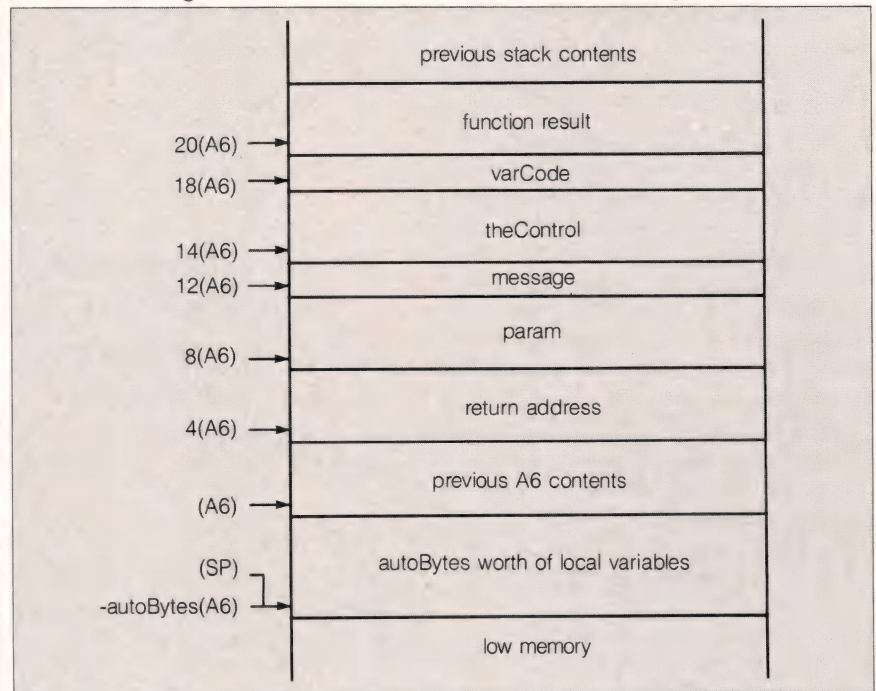 previous stack contents
function result
20(A6)
varCode
18(A6)
theControl
14(A6)
message
12(A6)
param
8(A6)
return address
4(A6)
previous A6 contents
(A6)
autoBytes worth of local variables
(SP)
-autoBytes(A6)
low memory